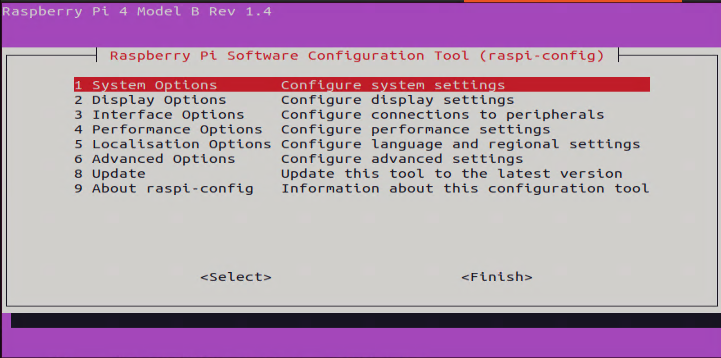 Raspberry Pi 4 Model B Rev 1.4
Raspberry Pi Software Configuration Tool (raspi-config)
1 System Options Configure system settings
2 Display Options Configure display settings
3 Interface Options Configure connections to peripherals
4 Performance Options Configure performance settings
5 Localisation Options Configure language and regional settings
6 Advanced Options Configure advanced settings
8 Update Update this tool to the latest version
9 About raspi-config Information about this configuration tool
<Select> <Finish>